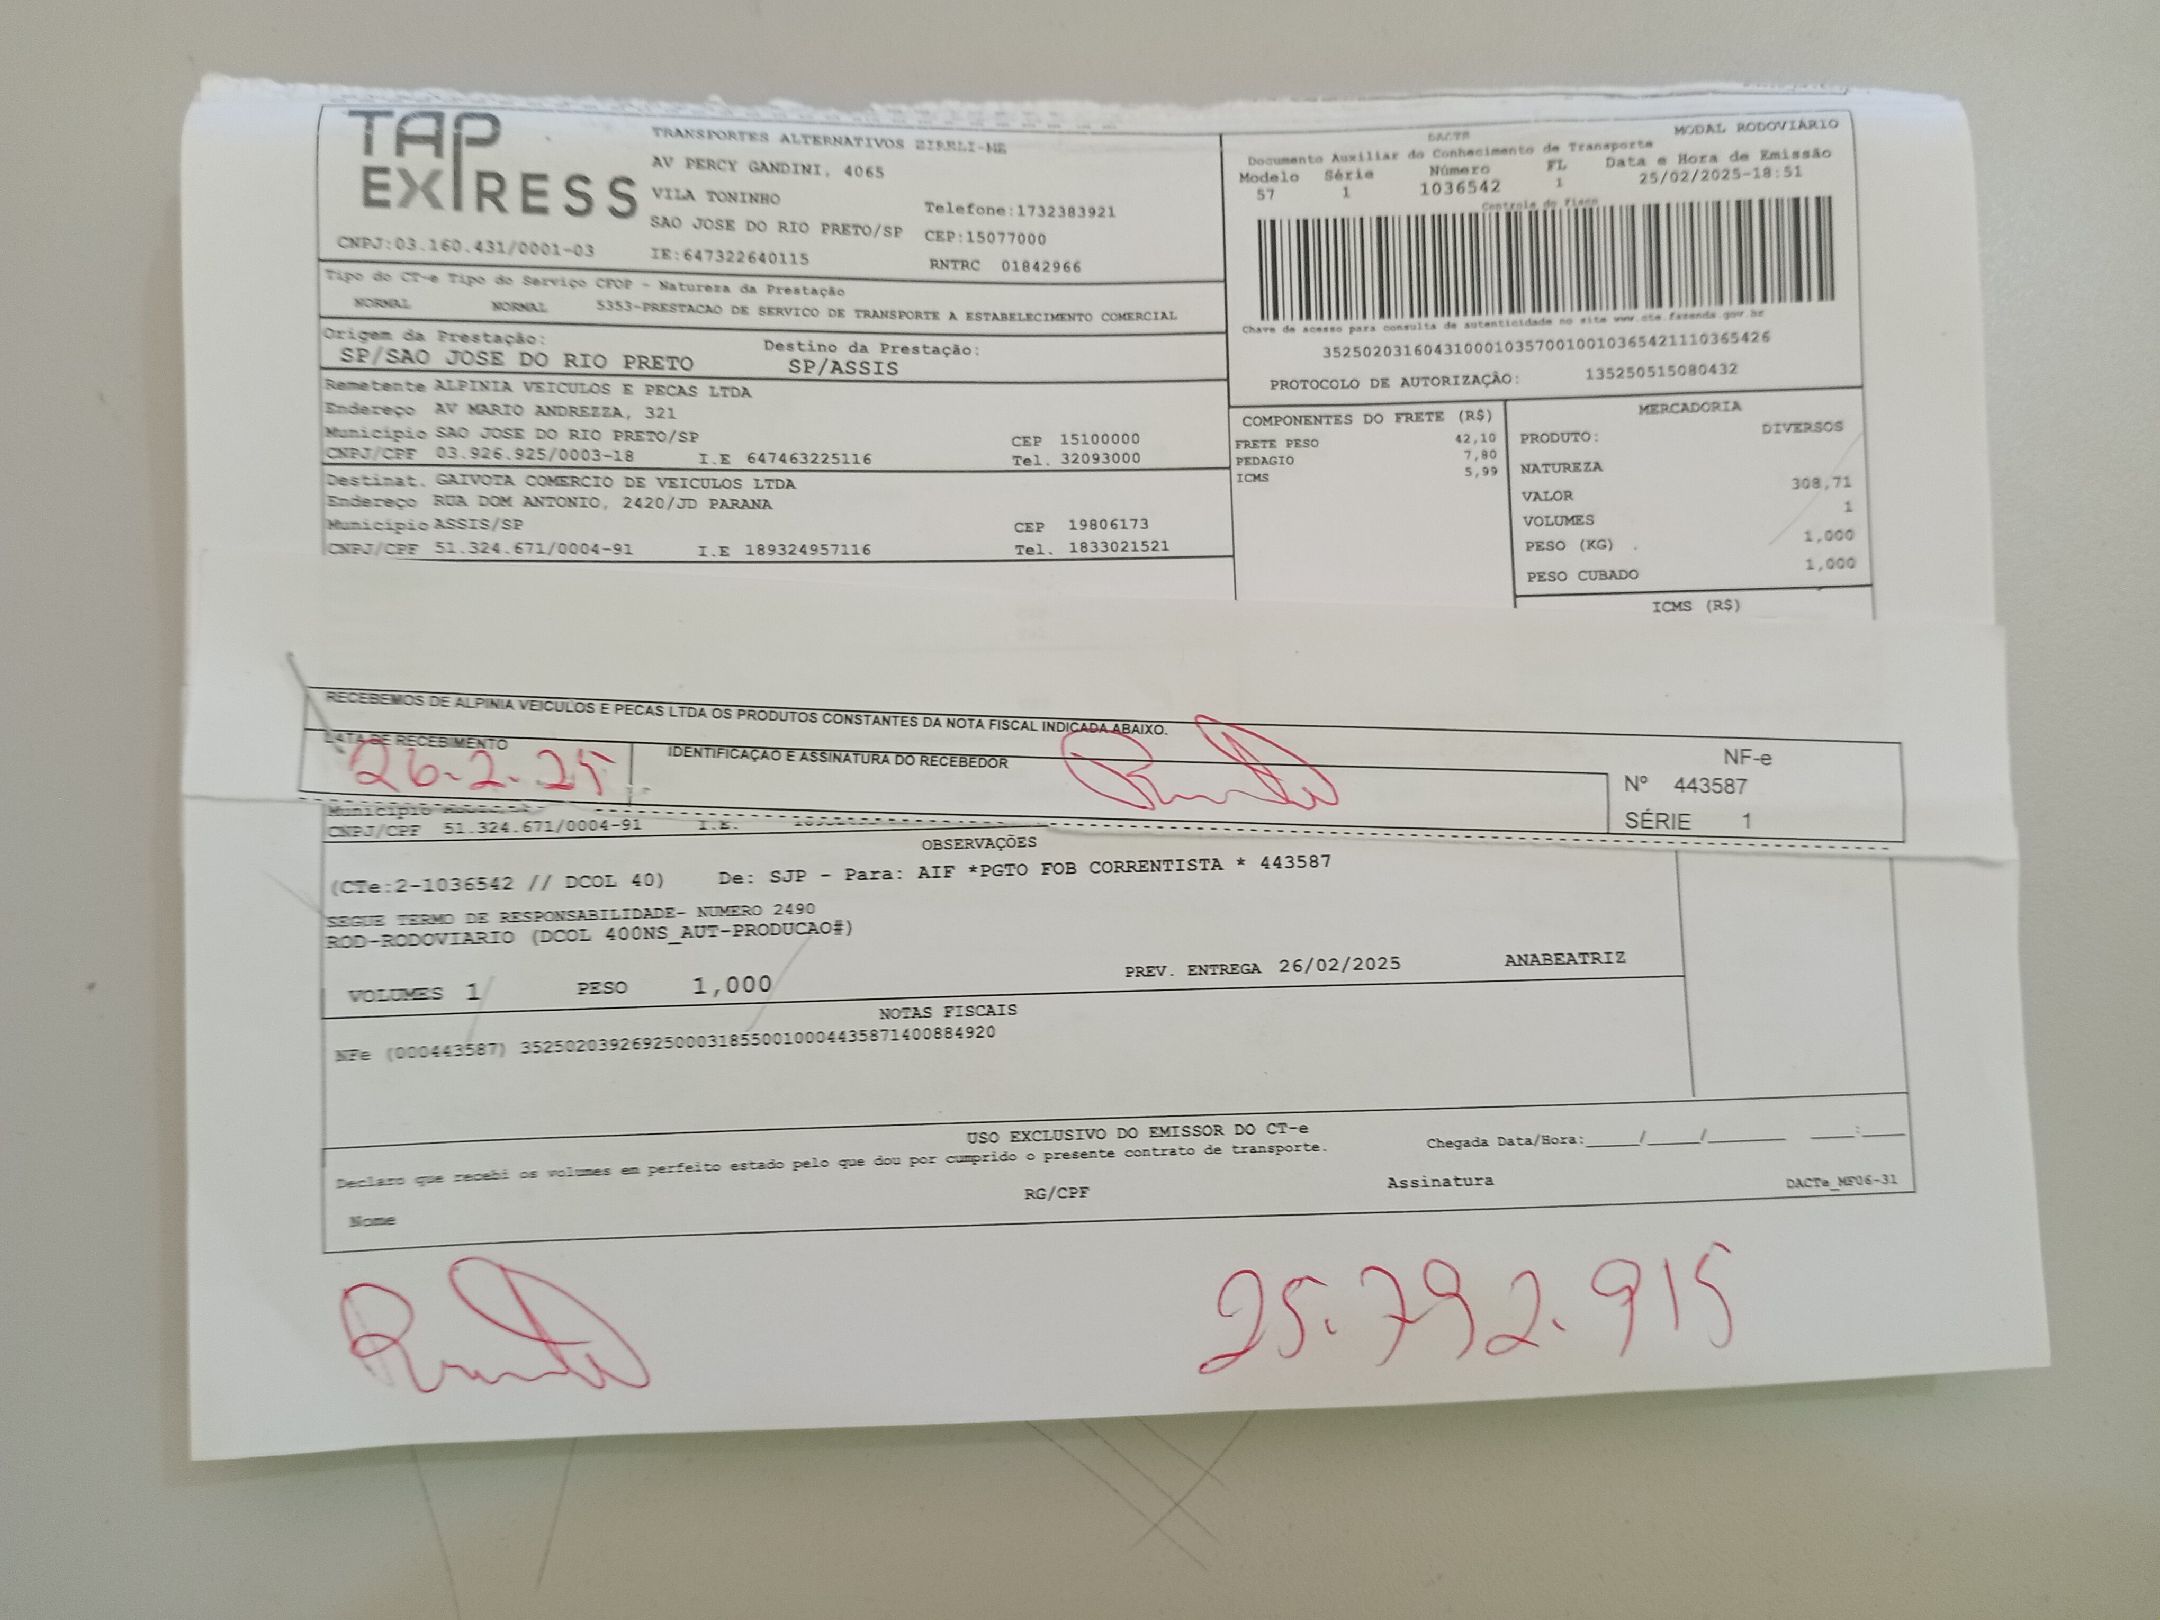 TAP
EXPRESS
TRANSPORTES ALTERNATIVOS EIRELI-ME
AV PERCY GANDINI, 4065
VILA TONINHO
SAO JOSE DO RIO PRETO/SP
Telefone:1732383921
CEP:15077000
CNPJ:03.160.431/0001-03
IE:647322640115
RNTRC 01842966
DACTE
MODAL RODOVIÁRIO
Documento Auxiliar do Conhecimento de Transporte
Modelo Série Número FL Data e Hora de Emissão
57 1 1036542 1 25/02/2025-18:51
Controle do Fisco
Chave de acesso para consulta de autenticidade no site www.cte.fazenda.gov.br
35250203160431000103570010010365421110365426
PROTOCOLO DE AUTORIZAÇÃO: 135250515080432
Tipo do CT-e Tipo do Serviço CFOP - Natureza da Prestação
NORMAL NORMAL 5353-PRESTACAO DE SERVICO DE TRANSPORTE A ESTABELECIMENTO COMERCIAL
Origem da Prestação: Destino da Prestação:
SP/SAO JOSE DO RIO PRETO SP/ASSIS
Remetente ALPINIA VEICULOS E PECAS LTDA
Endereço AV MARIO ANDREZZA, 321
Município SAO JOSE DO RIO PRETO/SP CEP 15100000
CNPJ/CPF 03.926.925/0003-18 I.E 647463225116 Tel. 32093000
Destinat. GAIVOTA COMERCIO DE VEICULOS LTDA
Endereço RUA DOM ANTONIO, 2420/JD PARANA
Município ASSIS/SP CEP 19806173
CNPJ/CPF 51.324.671/0004-91 I.E 189324957116 Tel. 1833021521
COMPONENTES DO FRETE (R$)
FRETE PESO 42,10
PEDAGIO 7,80
ICMS 5,99
MERCADORIA
PRODUTO: DIVERSOS
NATUREZA
VALOR 308,71
VOLUMES 1
PESO (KG) 1,000
PESO CUBADO 1,000
ICMS (R$)
RECEBEMOS DE ALPINIA VEICULOS E PECAS LTDA OS PRODUTOS CONSTANTES DA NOTA FISCAL INDICADA ABAIXO.
DATA DE RECEBIMENTO
26.2.25
IDENTIFICAÇÃO E ASSINATURA DO RECEBEDOR
NF-e
Nº 443587
SÉRIE 1
Município
CNPJ/CPF 51.324.671/0004-91 I.E.
OBSERVAÇÕES
(CTe:2-1036542 // DCOL 40) De: SJP - Para: AIF *PGTO FOB CORRENTISTA * 443587
SEGUE TERMO DE RESPONSABILIDADE- NUMERO 2490
ROD-RODOVIARIO (DCOL 400NS_AUT-PRODUCAO#)
VOLUMES 1 PESO 1,000 PREV. ENTREGA 26/02/2025 ANABEATRIZ
NOTAS FISCAIS
NFe (000443587) 35250203926925000318550010004435871400884920
USO EXCLUSIVO DO EMISSOR DO CT-e
Declaro que recebi os volumes em perfeito estado pelo que dou por cumprido o presente contrato de transporte.
Chegada Data/Hora:_____/_____/_______ ____:____
Nome RG/CPF Assinatura DACTe_MF06-31
25.792.915